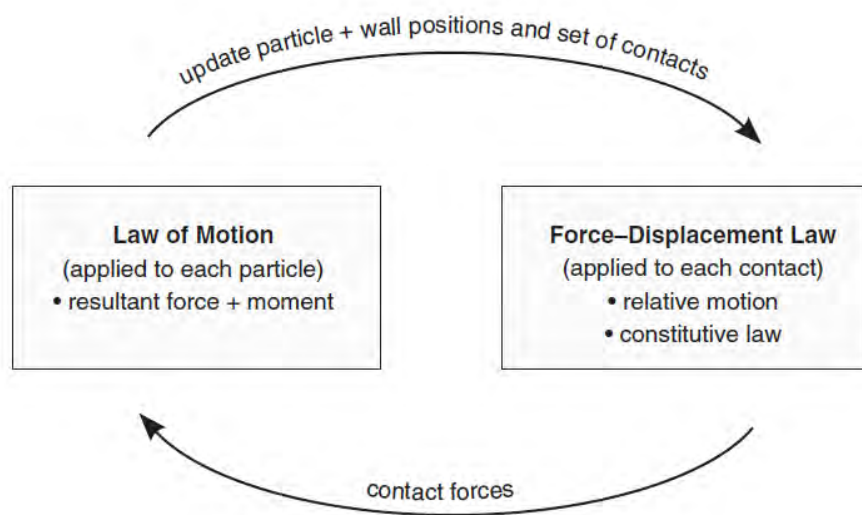 update particle + wall positions and set of contacts
Law of Motion
(applied to each particle)
• resultant force + moment
Force–Displacement Law
(applied to each contact)
• relative motion
• constitutive law
contact forces